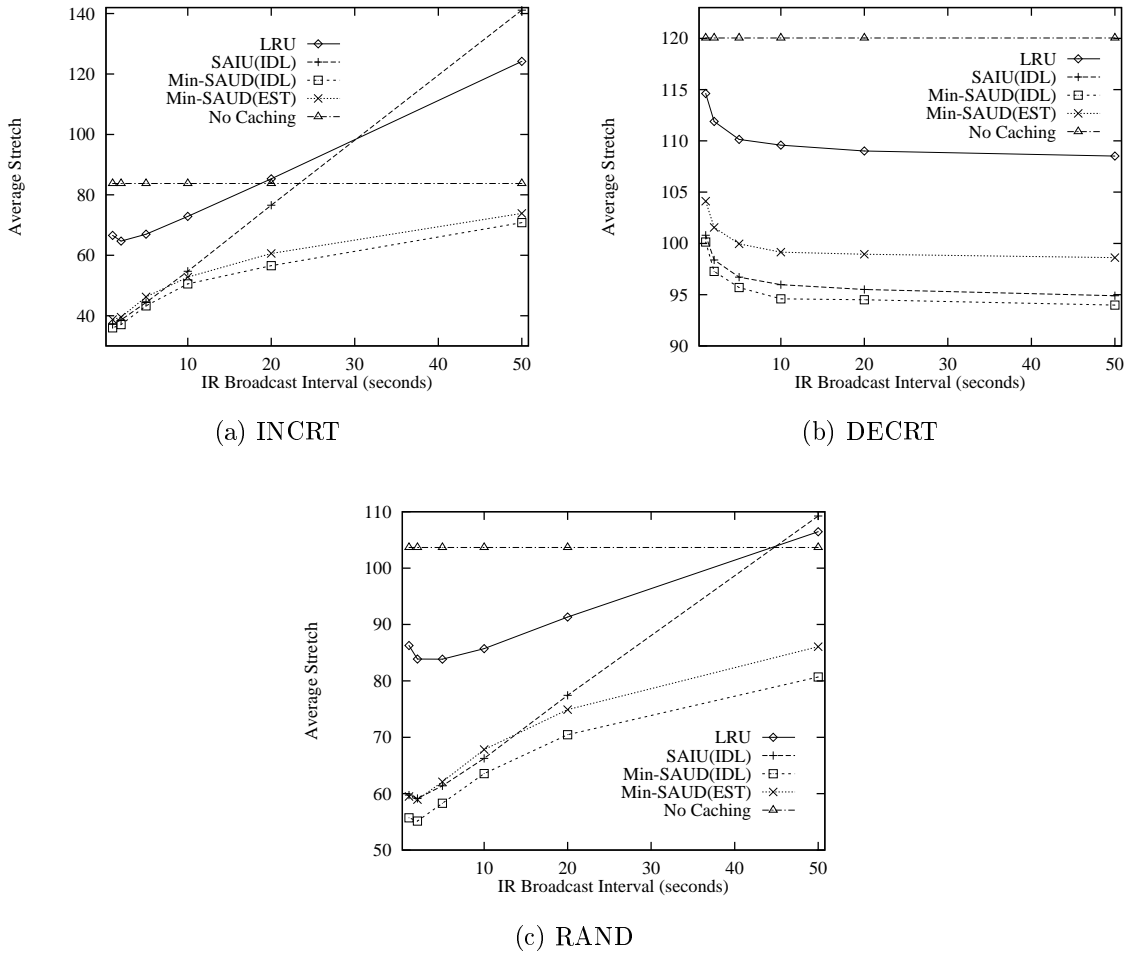 140
120
100
80
60
40
Average Stretch
LRU
SAIU(IDL)
Min-SAUD(IDL)
Min-SAUD(EST)
No Caching
10 20 30 40 50
IR Broadcast Interval (seconds)
(a) INCRT
120
115
110
105
100
95
90
Average Stretch
LRU
SAIU(IDL)
Min-SAUD(IDL)
Min-SAUD(EST)
No Caching
10 20 30 40 50
IR Broadcast Interval (seconds)
(b) DECRT
110
100
90
80
70
60
50
Average Stretch
LRU
SAIU(IDL)
Min-SAUD(IDL)
Min-SAUD(EST)
No Caching
10 20 30 40 50
IR Broadcast Interval (seconds)
(c) RAND